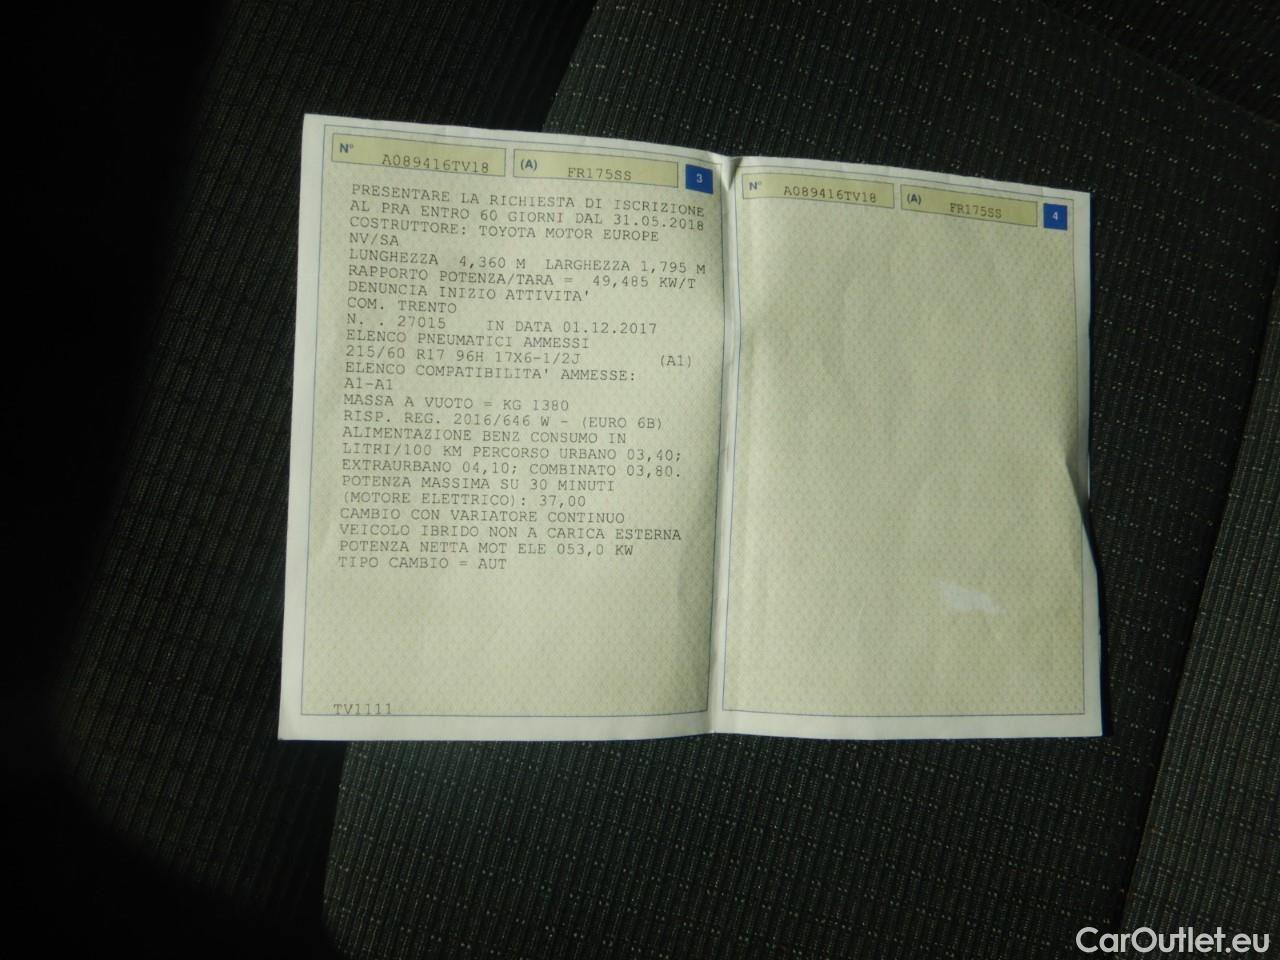 N° A089416TV18 (A) FR175SS 3
PRESENTARE LA RICHIESTA DI ISCRIZIONE
AL PRA ENTRO 60 GIORNI DAL 31.05.2018
COSTRUTTORE: TOYOTA MOTOR EUROPE
NV/SA
LUNGHEZZA 4,360 M LARGHEZZA 1,795 M
RAPPORTO POTENZA/TARA = 49,485 KW/T
DENUNCIA INIZIO ATTIVITA'
COM. TRENTO
N. . 27015 IN DATA 01.12.2017
ELENCO PNEUMATICI AMMESSI
215/60 R17 96H 17X6-1/2J (A1)
ELENCO COMPATIBILITA' AMMESSE:
A1-A1
MASSA A VUOTO = KG 1380
RISP. REG. 2016/646 W - (EURO 6B)
ALIMENTAZIONE BENZ CONSUMO IN
LITRI/100 KM PERCORSO URBANO 03,40;
EXTRAURBANO 04,10; COMBINATO 03,80.
POTENZA MASSIMA SU 30 MINUTI
(MOTORE ELETTRICO): 37,00
CAMBIO CON VARIATORE CONTINUO
VEICOLO IBRIDO NON A CARICA ESTERNA
POTENZA NETTA MOT ELE 053,0 KW
TIPO CAMBIO = AUT
TV1111
N° A089416TV18 (A) FR175SS 4
CarOutlet.eu